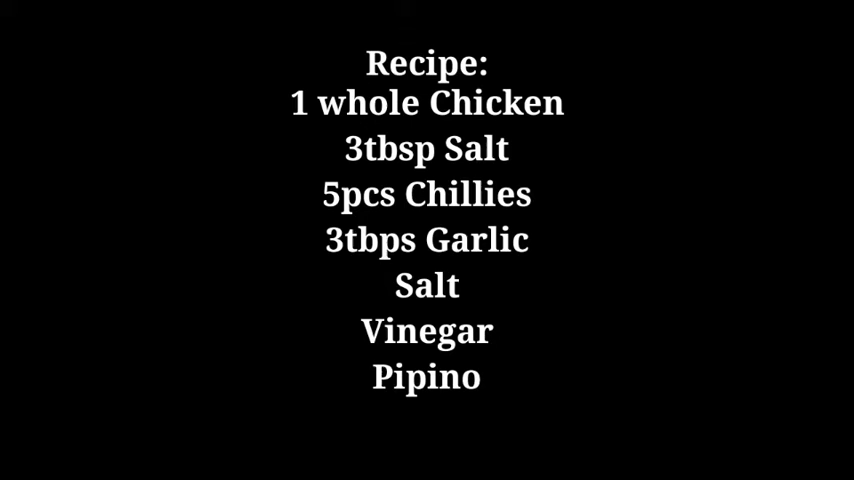 Recipe:
1 whole Chicken
3tbsp Salt
5pcs Chillies
3tbps Garlic
Salt
Vinegar
Pipino